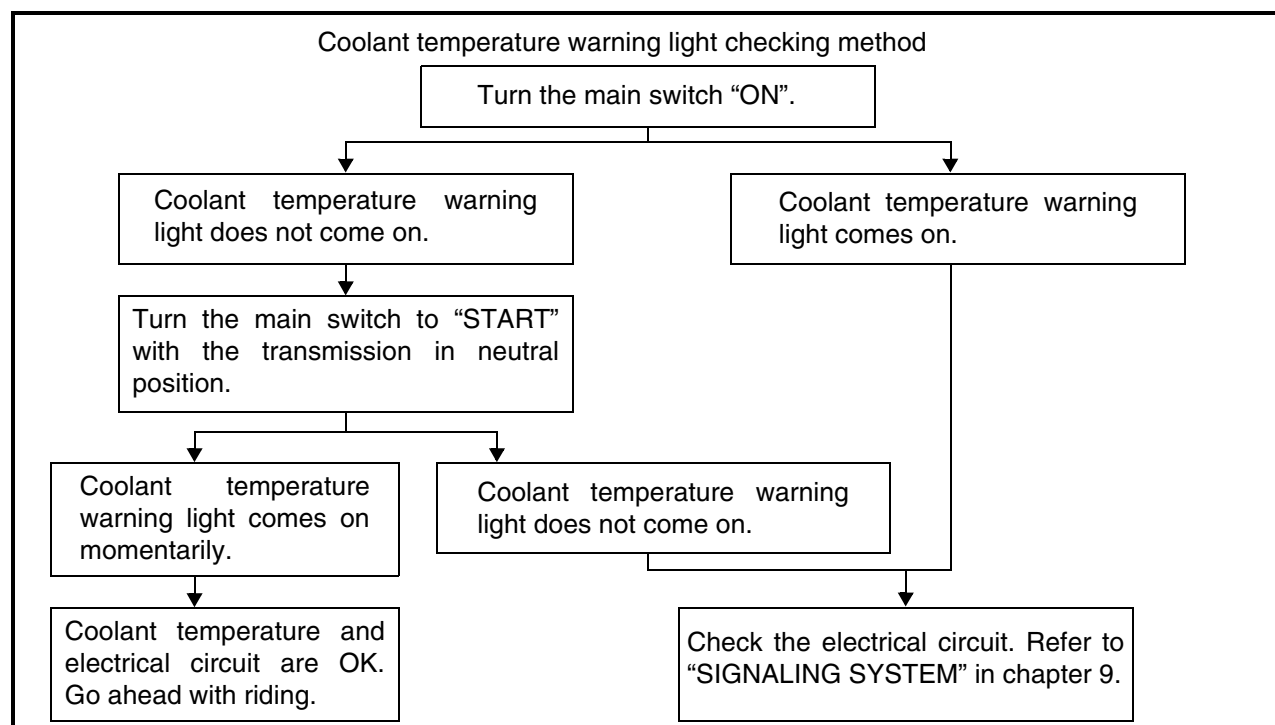 Coolant temperature warning light checking method
Turn the main switch “ON”.
Coolant temperature warning
light does not come on.
Coolant temperature warning
light comes on.
Turn the main switch to “START”
with the transmission in neutral
position.
Coolant temperature
warning light comes on
momentarily.
Coolant temperature warning
light does not come on.
Coolant temperature and
electrical circuit are OK.
Go ahead with riding.
Check the electrical circuit. Refer to
“SIGNALING SYSTEM” in chapter 9.